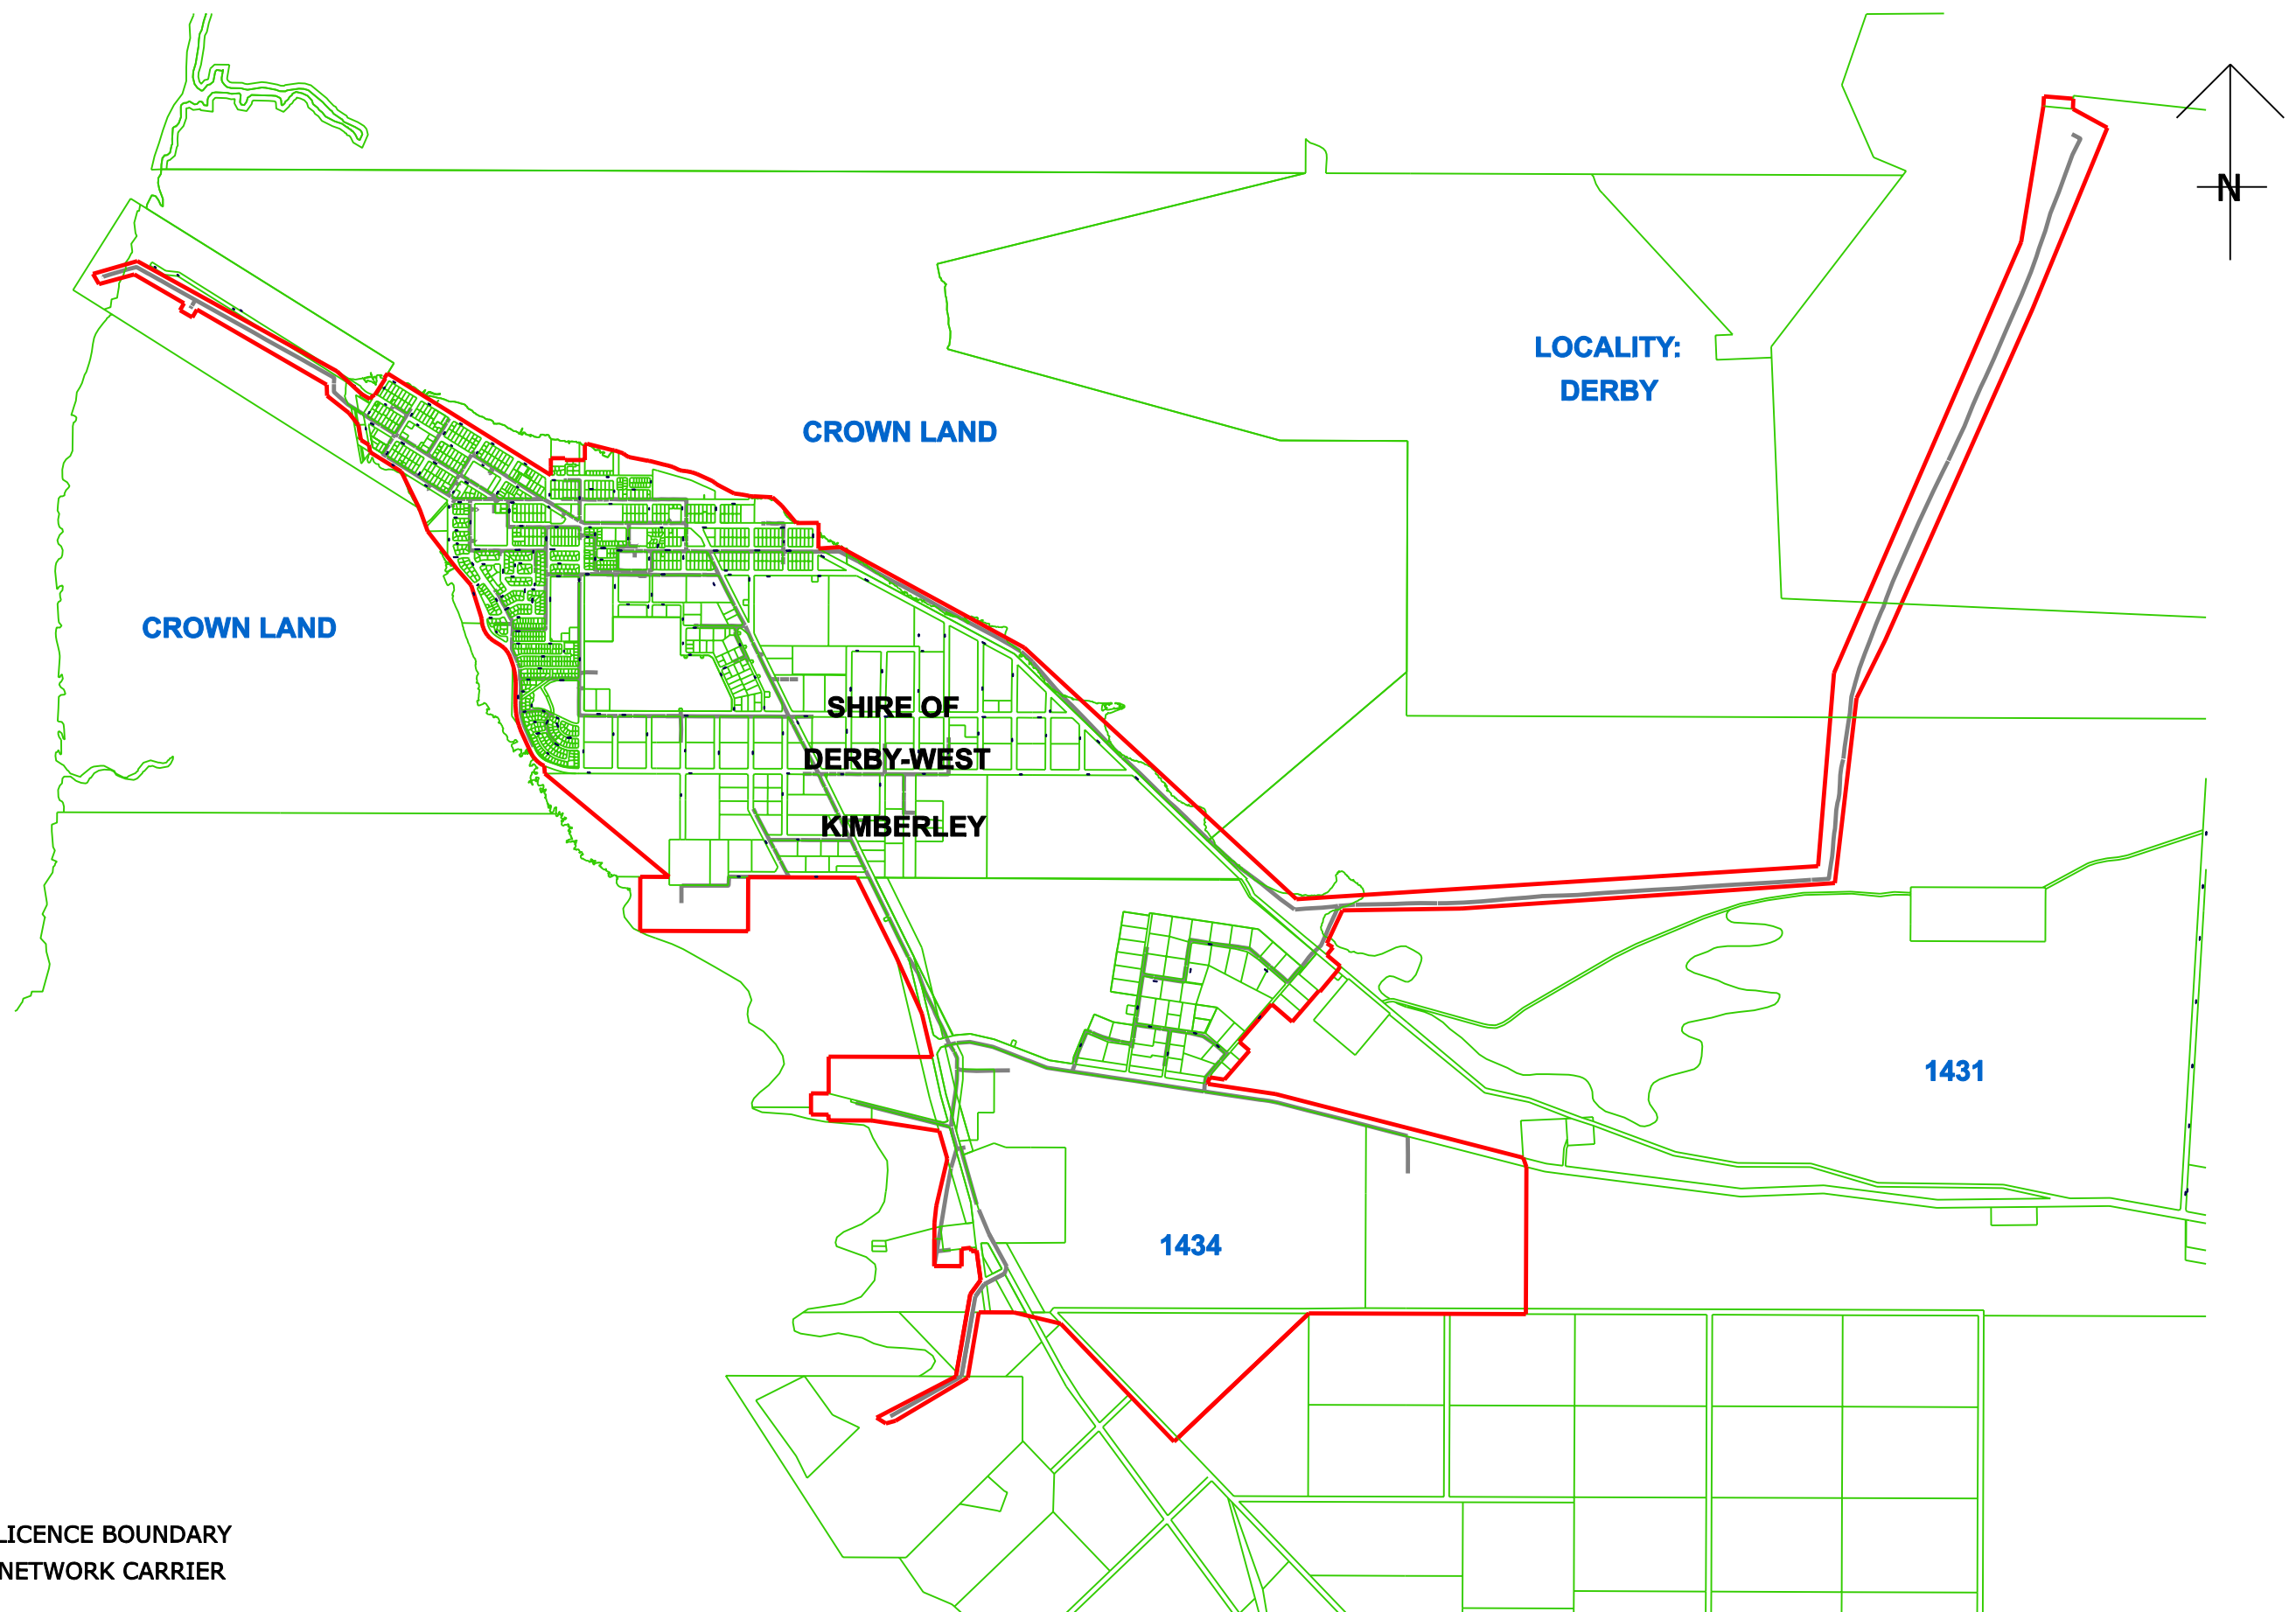 N
LOCALITY:
DERBY
CROWN LAND
CROWN LAND
SHIRE OF
DERBY-WEST
KIMBERLEY
1431
1434
LICENCE BOUNDARY
NETWORK CARRIER